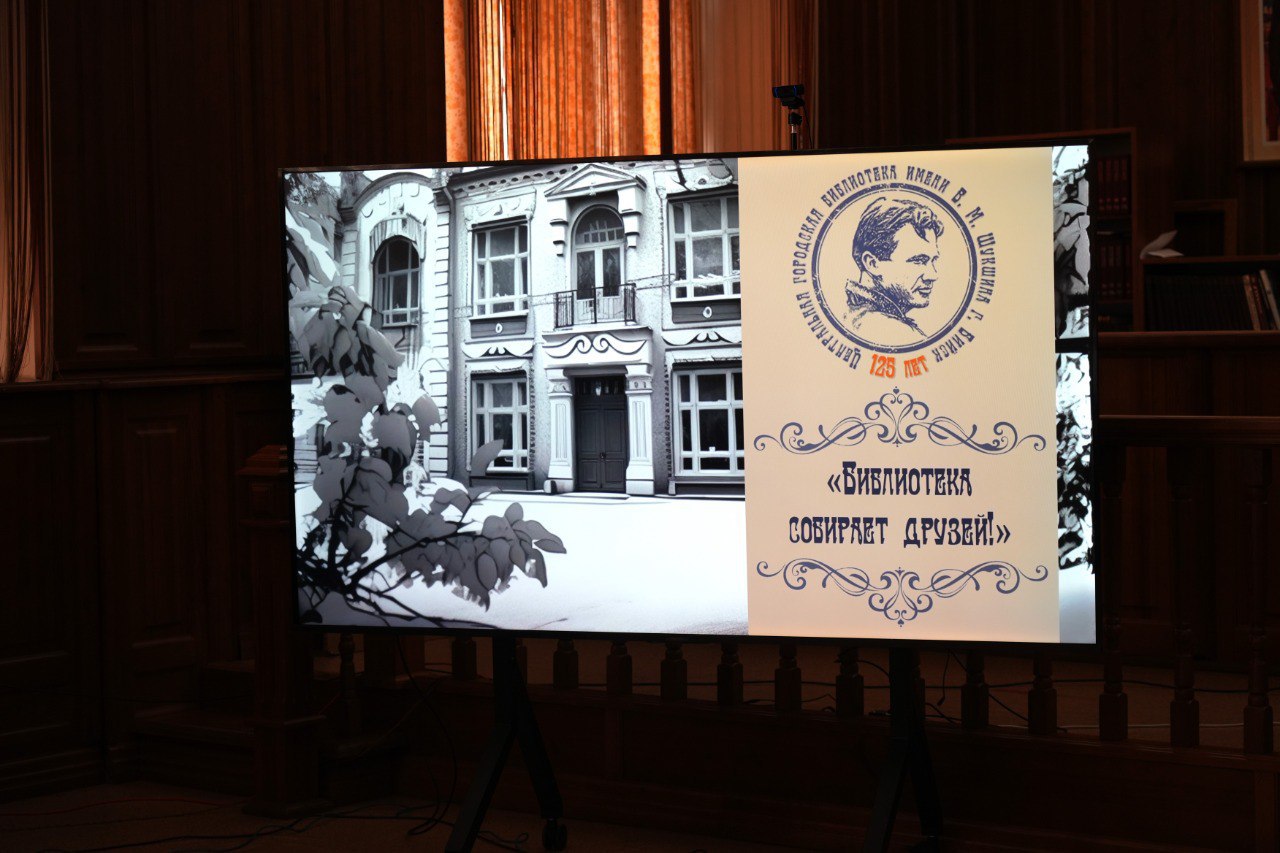 Центральная городская библиотека имени В. М. Шукшина г. Бийск
125 лет
«Библиотека
собирает друзей!»